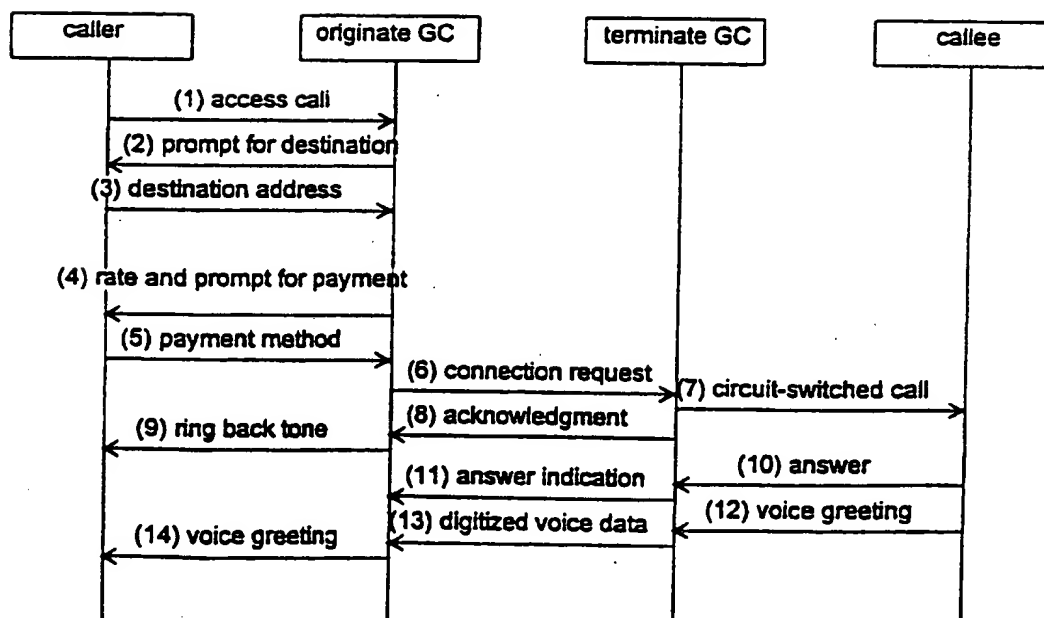 caller
originate GC
terminate GC
callee
(1) access call
(2) prompt for destination
(3) destination address
(4) rate and prompt for payment
(5) payment method
(6) connection request
(7) circuit-switched call
(8) acknowledgment
(9) ring back tone
(10) answer
(11) answer indication
(12) voice greeting
(13) digitized voice data
(14) voice greeting